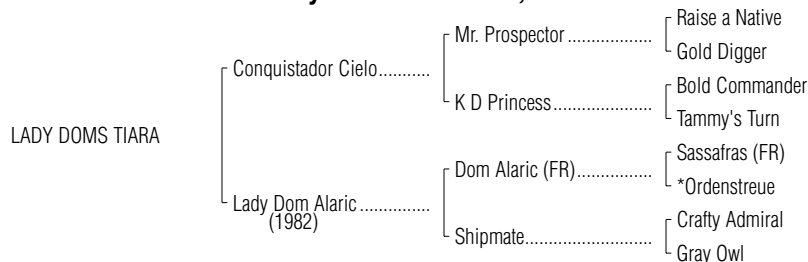 Raise a Native
Mr. Prospector
Gold Digger
Conquistador Cielo
Bold Commander
K D Princess
Tammy's Turn
LADY DOMS TIARA
Sassafras (FR)
Dom Alaric (FR)
*Ordenstreue
Lady Dom Alaric
(1982)
Crafty Admiral
Shipmate
Gray Owl